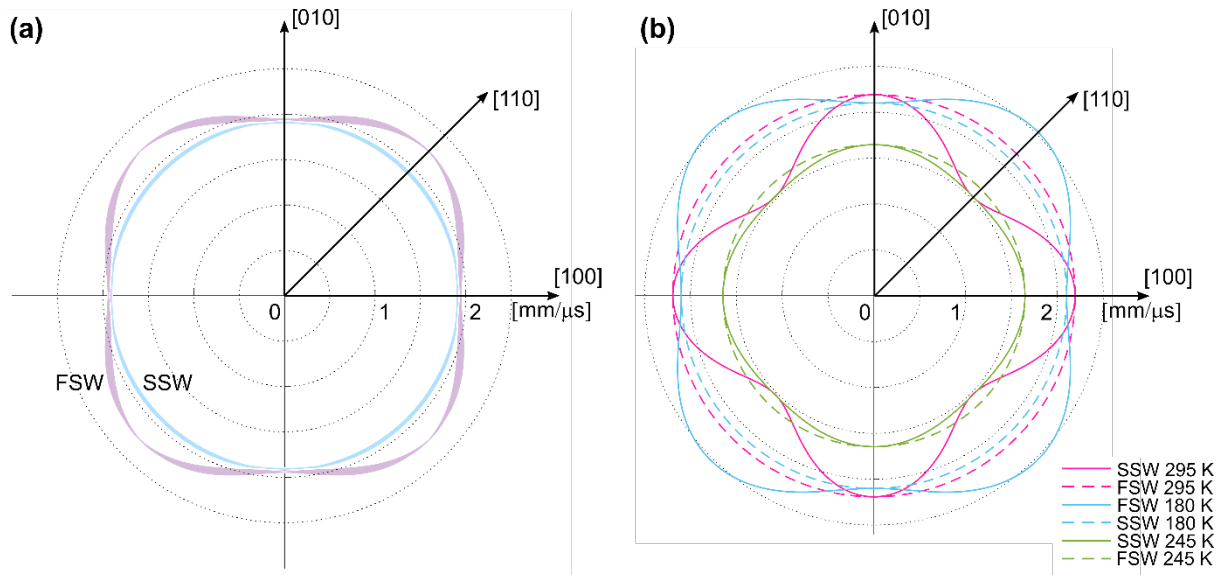 (a)
[010]
[110]
[100]
0
1
2
[mm/μs]
FSW
SSW
(b)
[010]
[110]
[100]
0
1
2
[mm/μs]
SSW 295 K
FSW 295 K
FSW 180 K
SSW 180 K
SSW 245 K
FSW 245 K